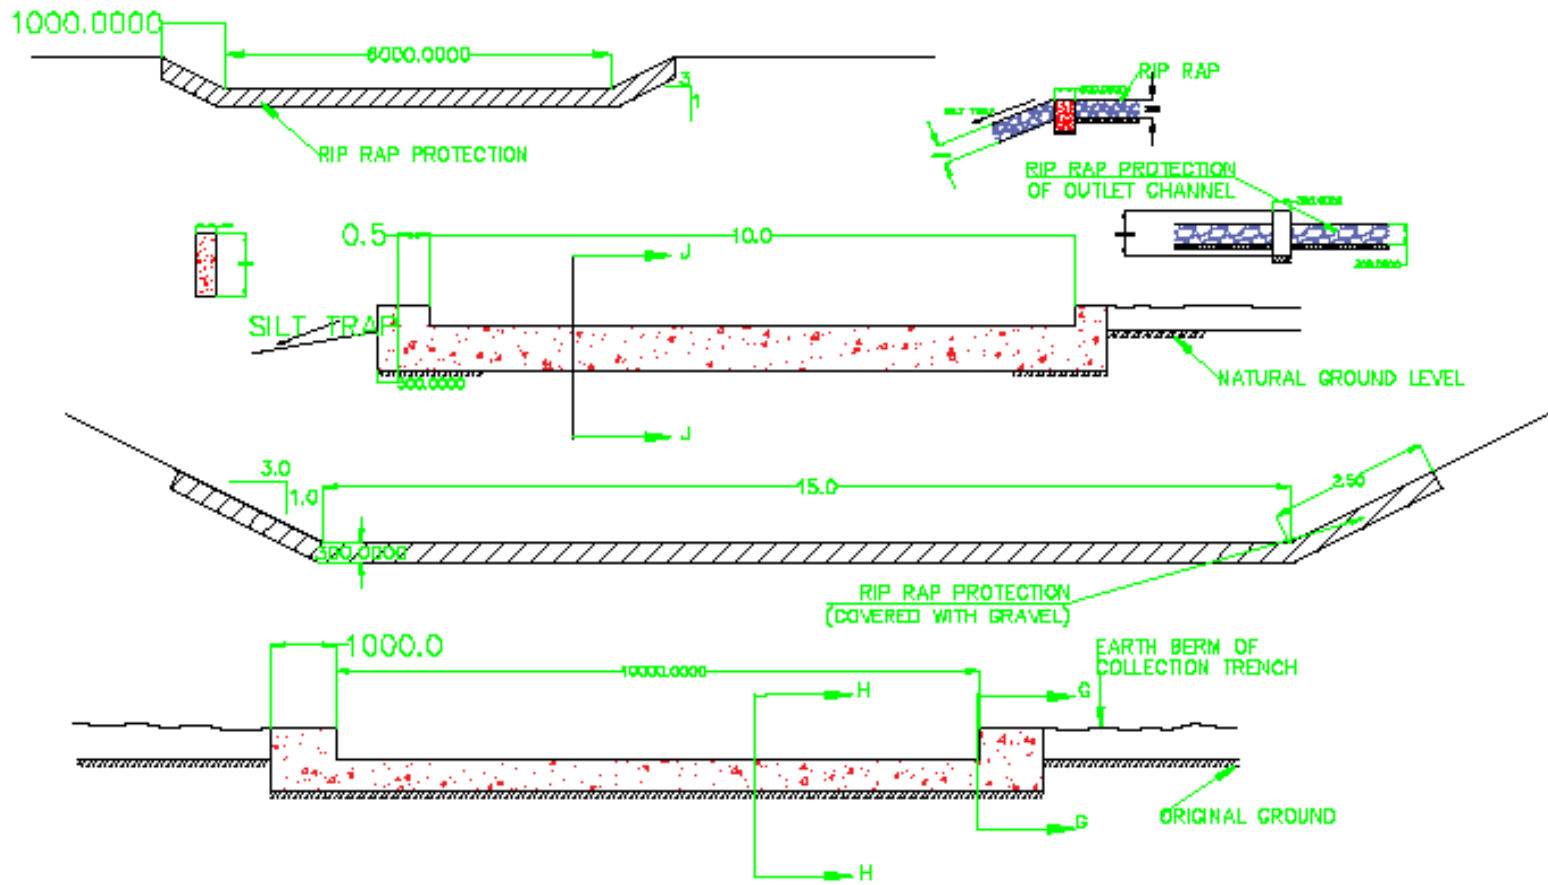 1000.0000
6000.0000
3
1
RIP RAP
RIP RAP PROTECTION
RIP RAP PROTECTION
OF OUTLET CHANNEL
0.5
10.0
J
SILT TRAP
500.0000
NATURAL GROUND LEVEL
J
3.0
1.0
15.0
2.50
300.0000
RIP RAP PROTECTION
(COVERED WITH GRAVEL)
1000.0
10000.0000
EARTH BERM OF
COLLECTION TRENCH
H
G
G
ORIGINAL GROUND
H